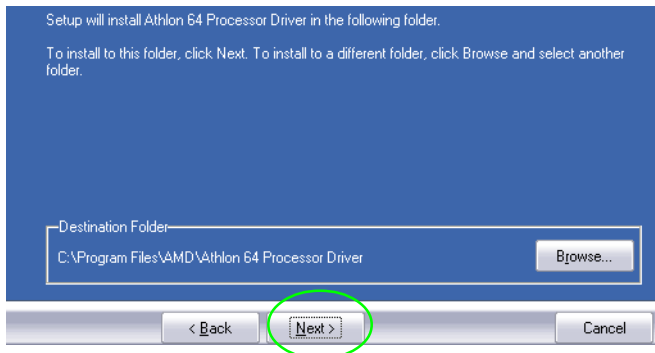 Setup will install Athlon 64 Processor Driver in the following folder.
To install to this folder, click Next. To install to a different folder, click Browse and select another
folder.
Destination Folder
C:\Program Files\AMD\Athlon 64 Processor Driver
Browse...
< Back
Next >
Cancel